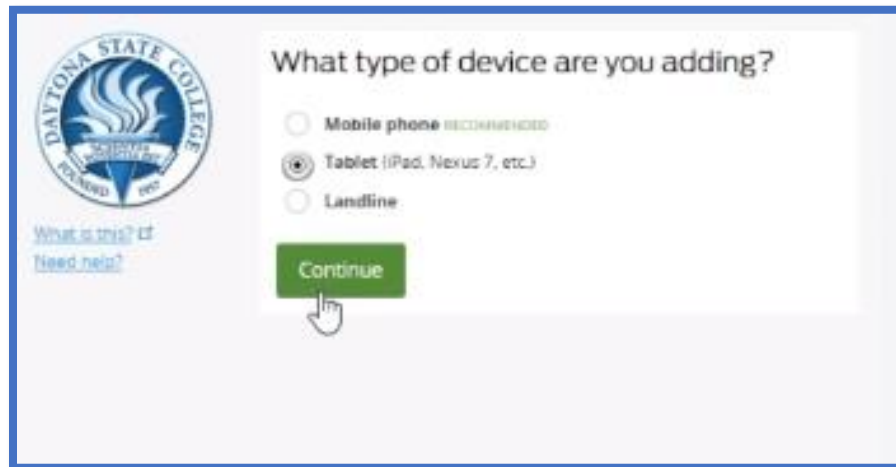 DAYTONA STATE COLLEGE
FOUNDED 1957
What is this?
Need help?
What type of device are you adding?
Mobile phone RECOMMENDED
Tablet (iPad, Nexus 7, etc.)
Landline
Continue